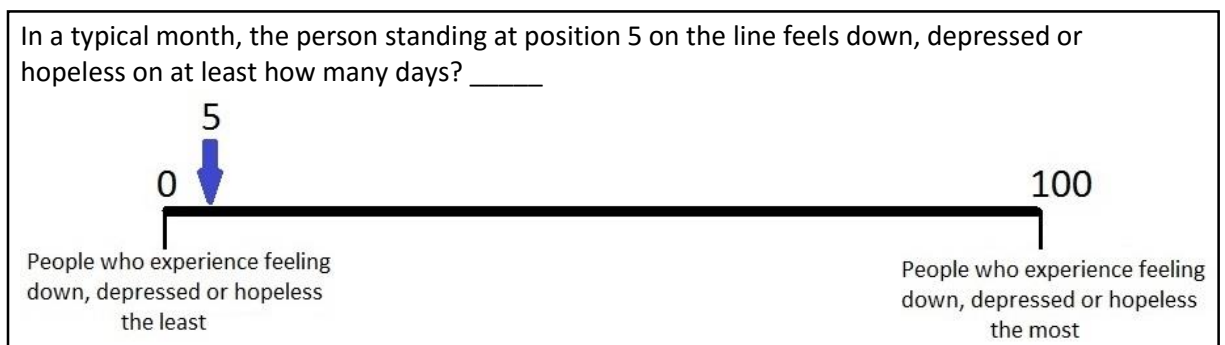 In a typical month, the person standing at position 5 on the line feels down, depressed or
hopeless on at least how many days? _____
5
0
100
People who experience feeling
down, depressed or hopeless
the least
People who experience feeling
down, depressed or hopeless
the most